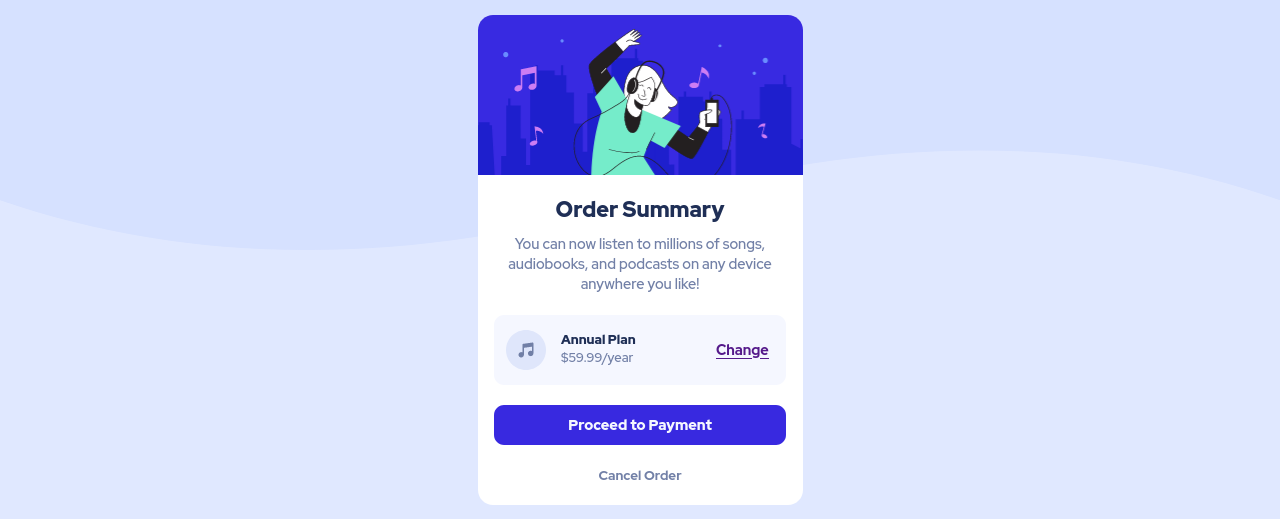 Order Summary
You can now listen to millions of songs,
audiobooks, and podcasts on any device
anywhere you like!
Annual Plan
$59.99/year
Change
Proceed to Payment
Cancel Order